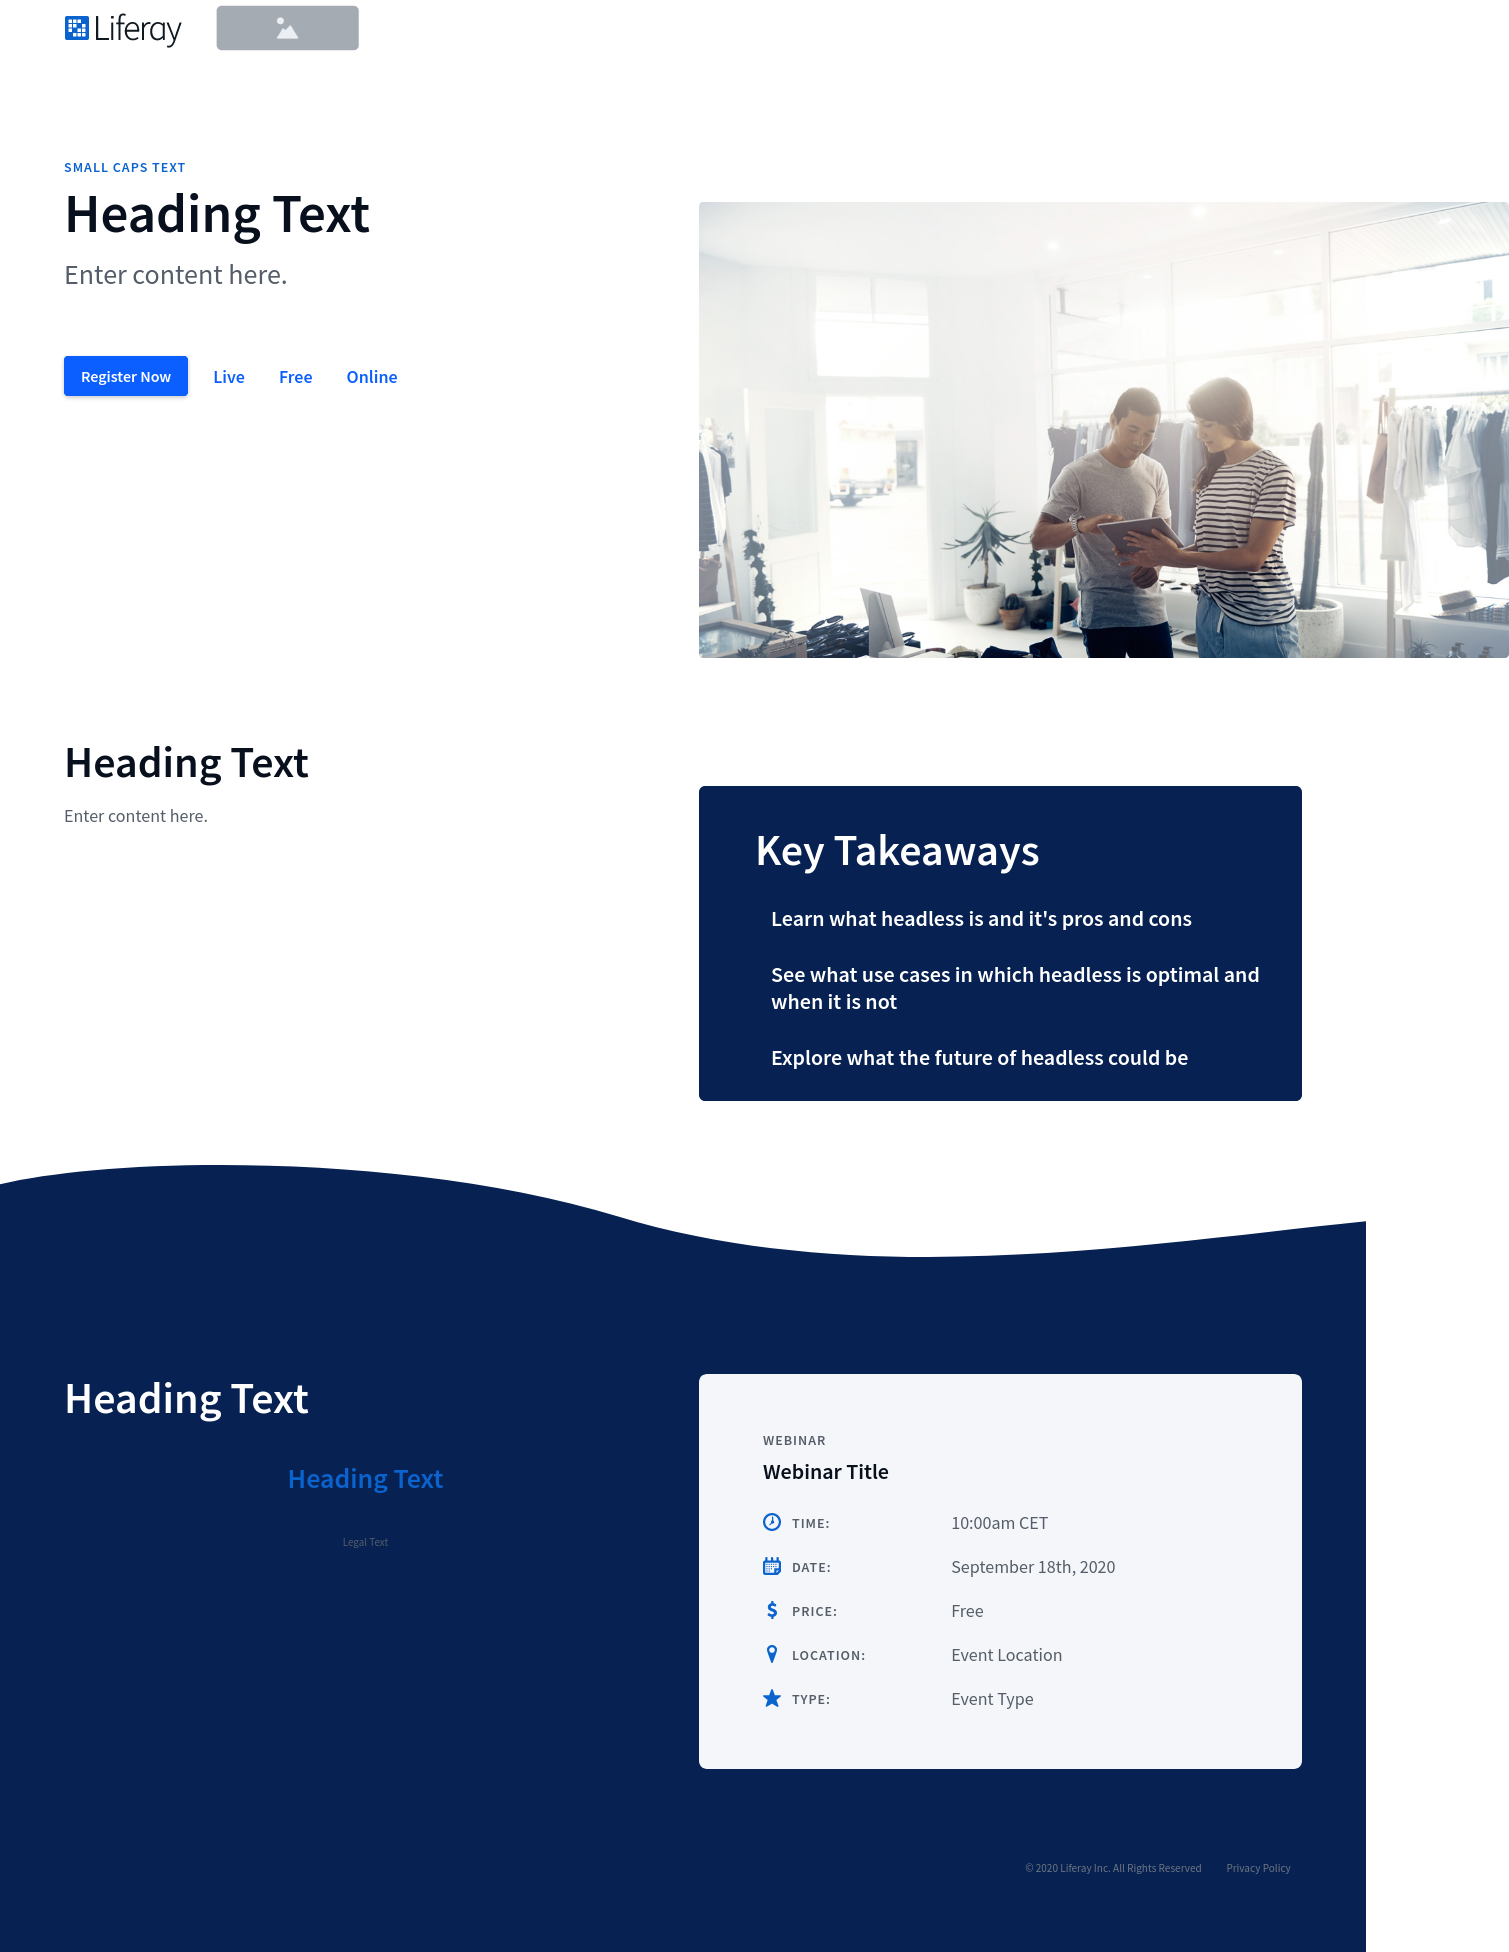 Liferay
SMALL CAPS TEXT
Heading Text
Enter content here.
Register Now
Live
Free
Online
Heading Text
Enter content here.
Key Takeaways
Learn what headless is and it's pros and cons
See what use cases in which headless is optimal and
when it is not
Explore what the future of headless could be
Heading Text
Heading Text
Legal Text
WEBINAR
Webinar Title
TIME: 10:00am CET
DATE: September 18th, 2020
PRICE: Free
LOCATION: Event Location
TYPE: Event Type
© 2020 Liferay Inc. All Rights Reserved Privacy Policy